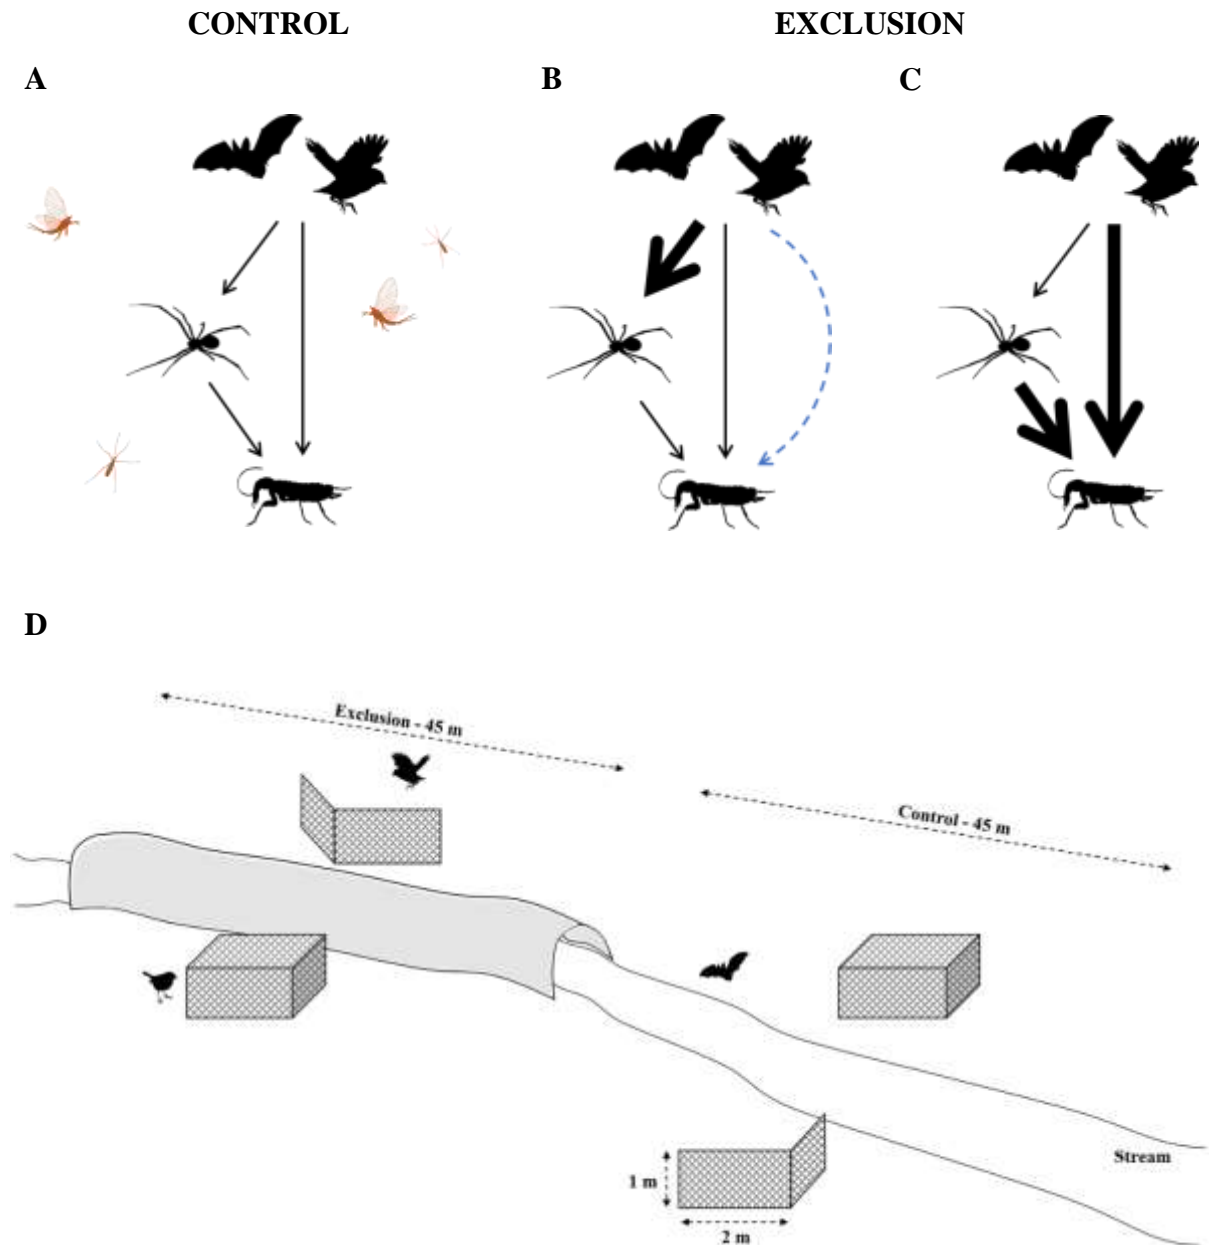 CONTROL
EXCLUSION
A
B
C
D
Exclusion - 45 m
Control - 45 m
Stream
1 m
2 m